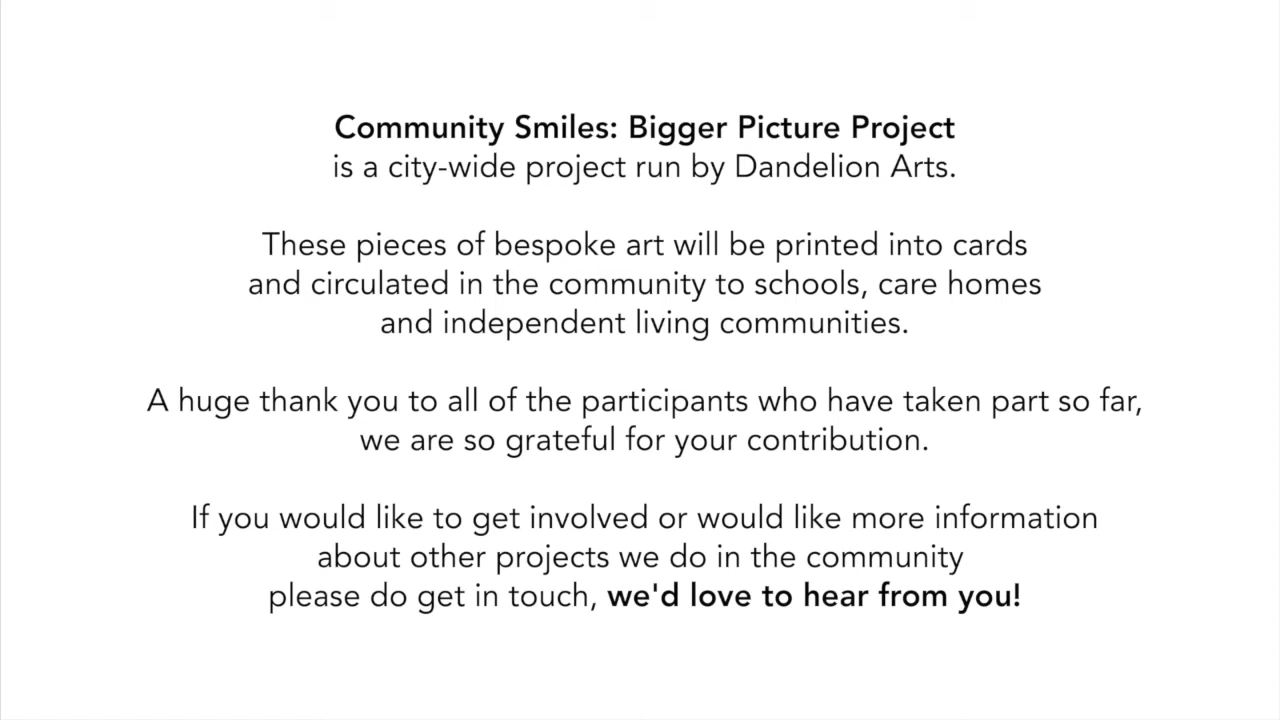 Community Smiles: Bigger Picture Project
is a city-wide project run by Dandelion Arts.
These pieces of bespoke art will be printed into cards
and circulated in the community to schools, care homes
and independent living communities.
A huge thank you to all of the participants who have taken part so far,
we are so grateful for your contribution.
If you would like to get involved or would like more information
about other projects we do in the community
please do get in touch, we'd love to hear from you!